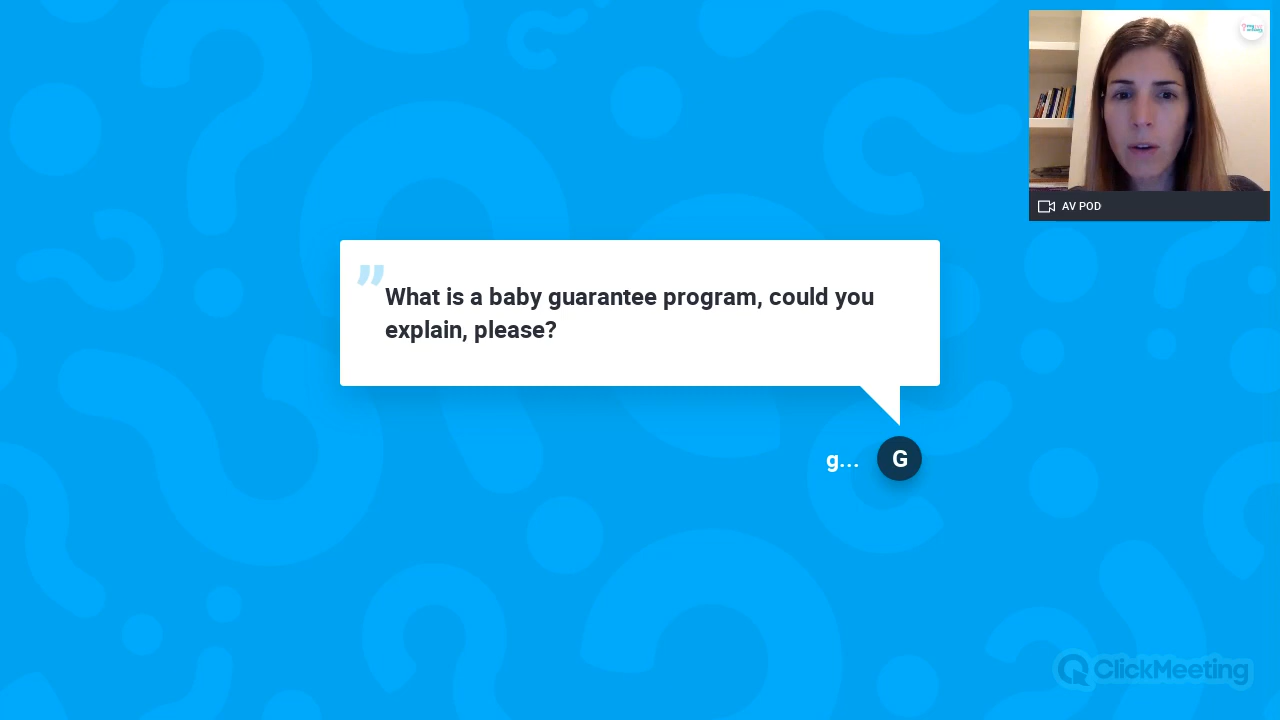 AV POD
”
What is a baby guarantee program, could you
explain, please?
g...
G
ClickMeeting